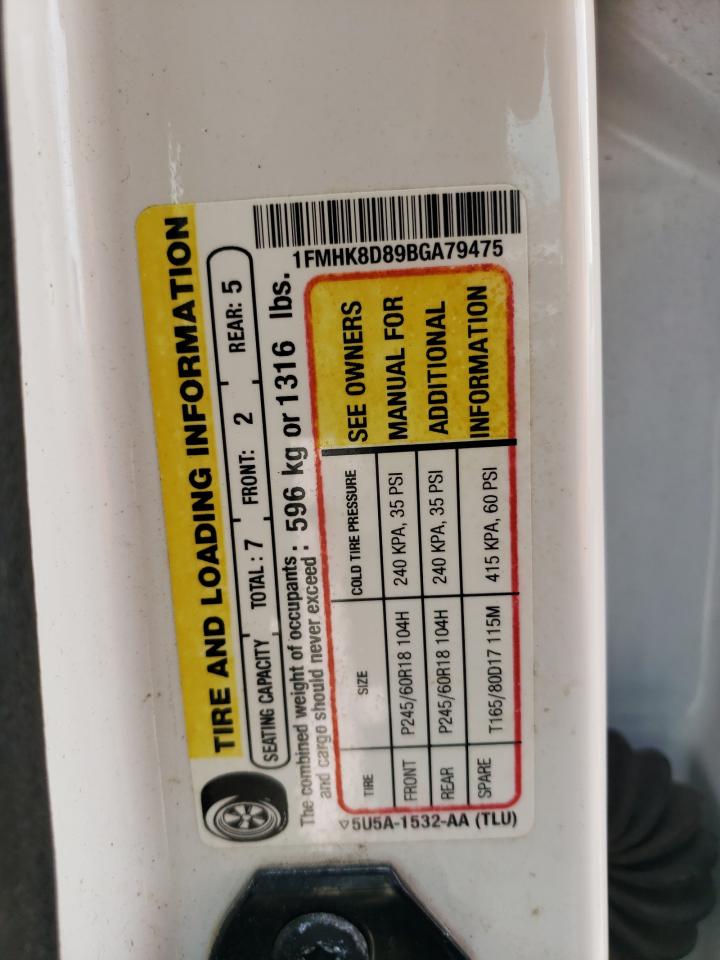 TIRE AND LOADING INFORMATION
SEATING CAPACITY TOTAL : 7 FRONT: 2 REAR: 5
The combined weight of occupants : 596 kg or 1316 lbs.
and cargo should never exceed :
1FMHK8D89BGA79475
TIRE SIZE COLD TIRE PRESSURE
FRONT P245/60R18 104H 240 KPA, 35 PSI
REAR P245/60R18 104H 240 KPA, 35 PSI
SPARE T165/80D17 115M 415 KPA, 60 PSI
SEE OWNERS
MANUAL FOR
ADDITIONAL
INFORMATION
▽5U5A-1532-AA (TLU)